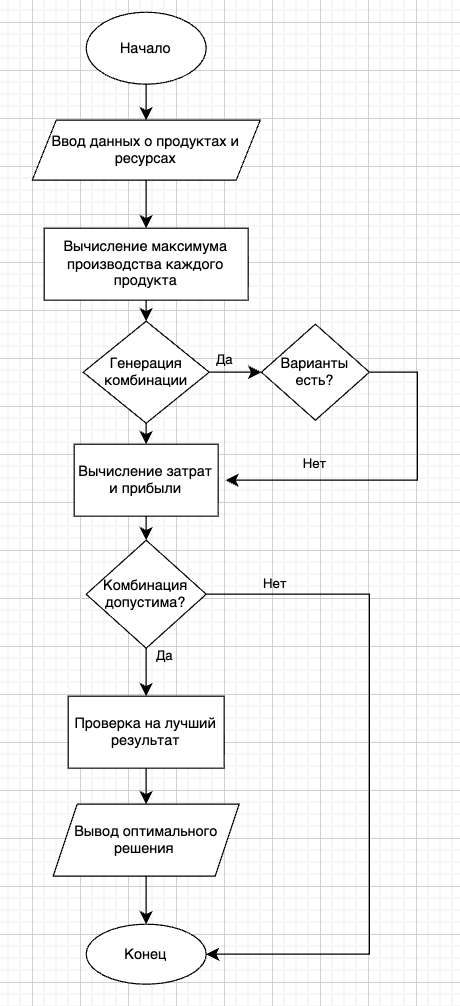 Начало
Ввод данных о продуктах и
ресурсах
Вычисление максимума
производства каждого
продукта
Генерация
комбинации
Да
Варианты
есть?
Нет
Вычисление затрат
и прибыли
Комбинация
допустима?
Нет
Да
Проверка на лучший
результат
Вывод оптимального
решения
Конец